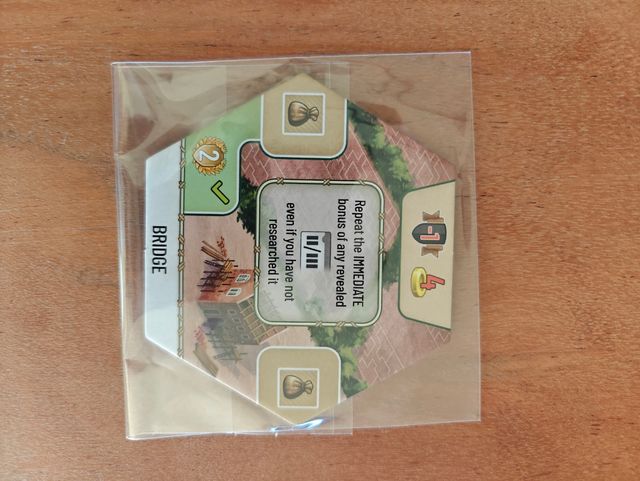 -1
4
Repeat the IMMEDIATE
bonus of any revealed
II/III
even if you have not
researched it
2
BRIDGE